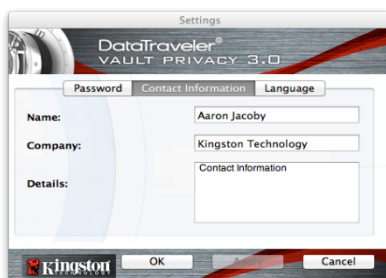 Settings
DataTraveler®
VAULT PRIVACY 3.0
Password Contact Information Language
Name: Aaron Jacoby
Company: Kingston Technology
Details: Contact Information
Kingston
TECHNOLOGY
OK Cancel